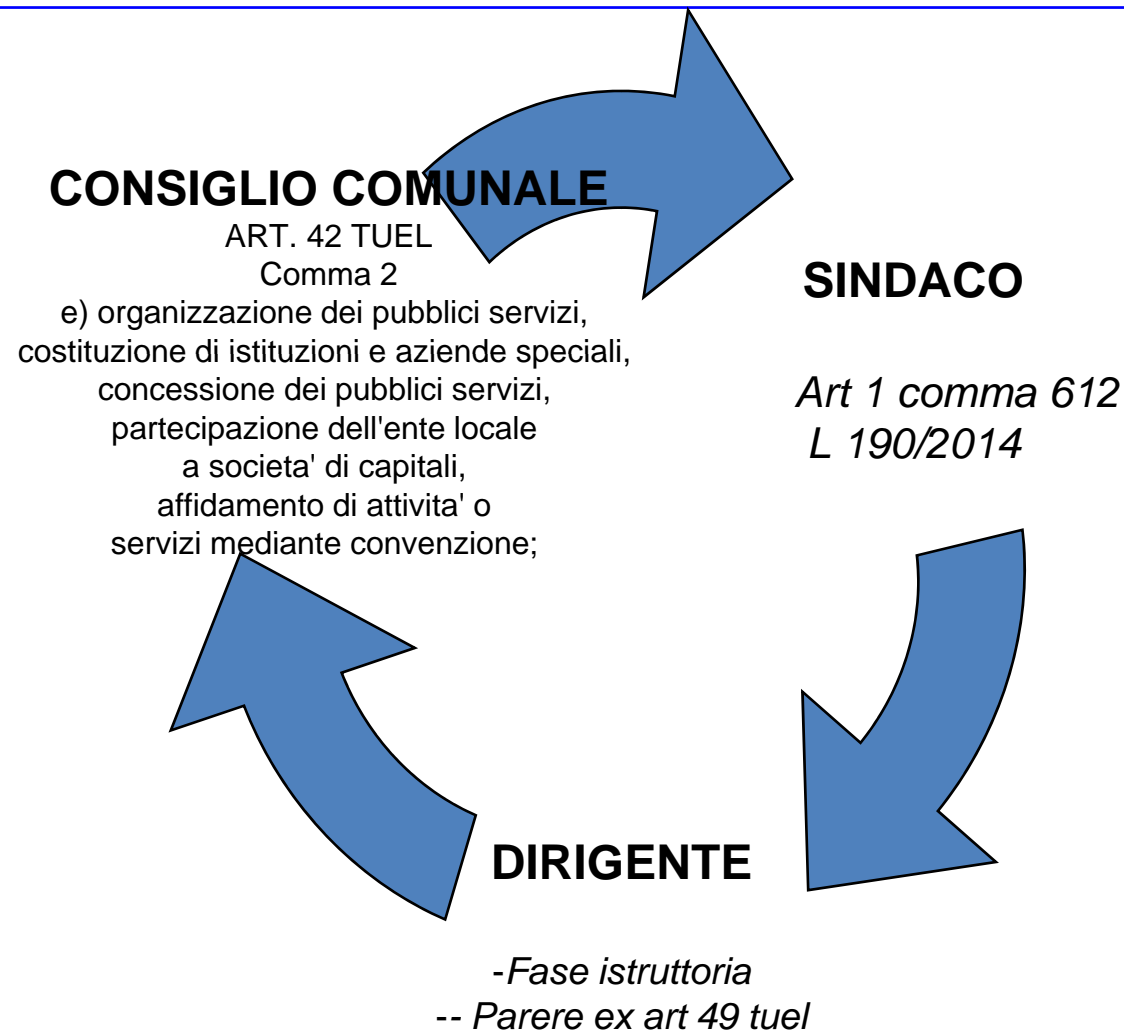 CONSIGLIO COMUNALE
ART. 42 TUEL
Comma 2
e) organizzazione dei pubblici servizi,
costituzione di istituzioni e aziende speciali,
concessione dei pubblici servizi,
partecipazione dell'ente locale
a societa' di capitali,
affidamento di attivita' o
servizi mediante convenzione;
SINDACO
Art 1 comma 612
L 190/2014
DIRIGENTE
-Fase istruttoria
-- Parere ex art 49 tuel